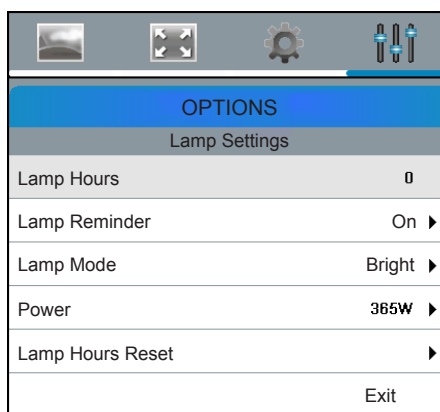 OPTIONS
Lamp Settings
Lamp Hours 0
Lamp Reminder On
Lamp Mode Bright
Power 365W
Lamp Hours Reset
Exit